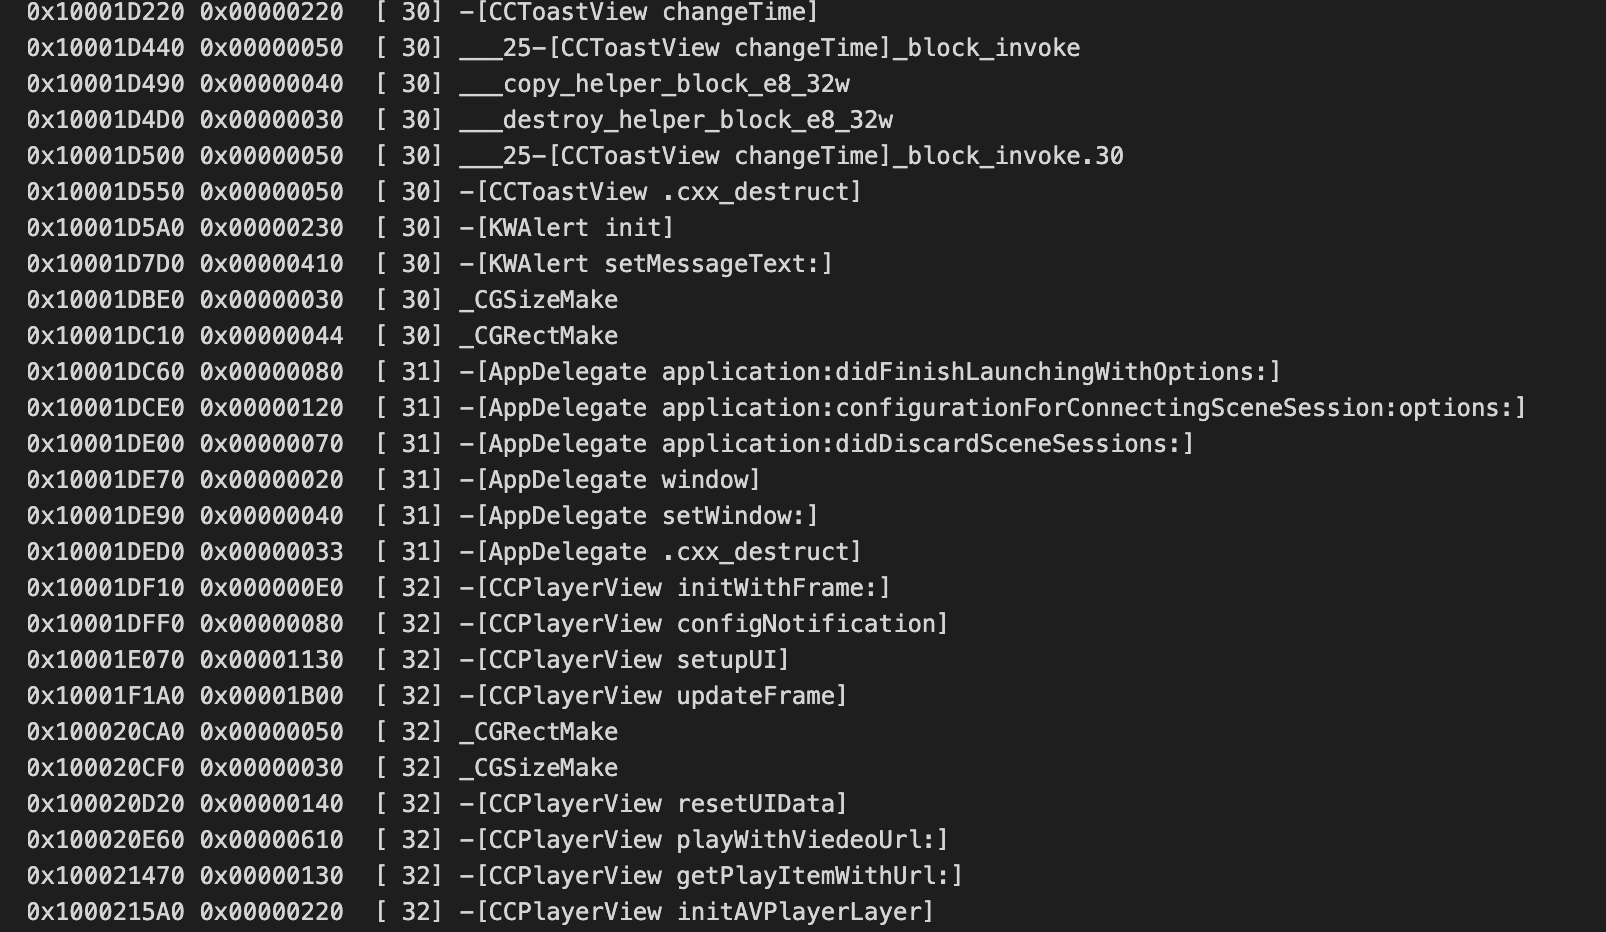 0x10001D220 0x00000220  [ 30] -[CCToastView changeTime]
0x10001D440 0x00000050  [ 30] ___25-[CCToastView changeTime]_block_invoke
0x10001D490 0x00000040  [ 30] ___copy_helper_block_e8_32w
0x10001D4D0 0x00000030  [ 30] ___destroy_helper_block_e8_32w
0x10001D500 0x00000050  [ 30] ___25-[CCToastView changeTime]_block_invoke.30
0x10001D550 0x00000050  [ 30] -[CCToastView .cxx_destruct]
0x10001D5A0 0x00000230  [ 30] -[KWAlert init]
0x10001D7D0 0x00000410  [ 30] -[KWAlert setMessageText:]
0x10001DBE0 0x00000030  [ 30] _CGSizeMake
0x10001DC10 0x00000044  [ 30] _CGRectMake
0x10001DC60 0x00000080  [ 31] -[AppDelegate application:didFinishLaunchingWithOptions:]
0x10001DCE0 0x00000120  [ 31] -[AppDelegate application:configurationForConnectingSceneSession:options:]
0x10001DE00 0x00000070  [ 31] -[AppDelegate application:didDiscardSceneSessions:]
0x10001DE70 0x00000020  [ 31] -[AppDelegate window]
0x10001DE90 0x00000040  [ 31] -[AppDelegate setWindow:]
0x10001DED0 0x00000033  [ 31] -[AppDelegate .cxx_destruct]
0x10001DF10 0x000000E0  [ 32] -[CCPlayerView initWithFrame:]
0x10001DFF0 0x00000080  [ 32] -[CCPlayerView configNotification]
0x10001E070 0x00001130  [ 32] -[CCPlayerView setupUI]
0x10001F1A0 0x00001B00  [ 32] -[CCPlayerView updateFrame]
0x100020CA0 0x00000050  [ 32] _CGRectMake
0x100020CF0 0x00000030  [ 32] _CGSizeMake
0x100020D20 0x00000140  [ 32] -[CCPlayerView resetUIData]
0x100020E60 0x00000610  [ 32] -[CCPlayerView playWithViedeoUrl:]
0x100021470 0x00000130  [ 32] -[CCPlayerView getPlayItemWithUrl:]
0x1000215A0 0x00000220  [ 32] -[CCPlayerView initAVPlayerLayer]